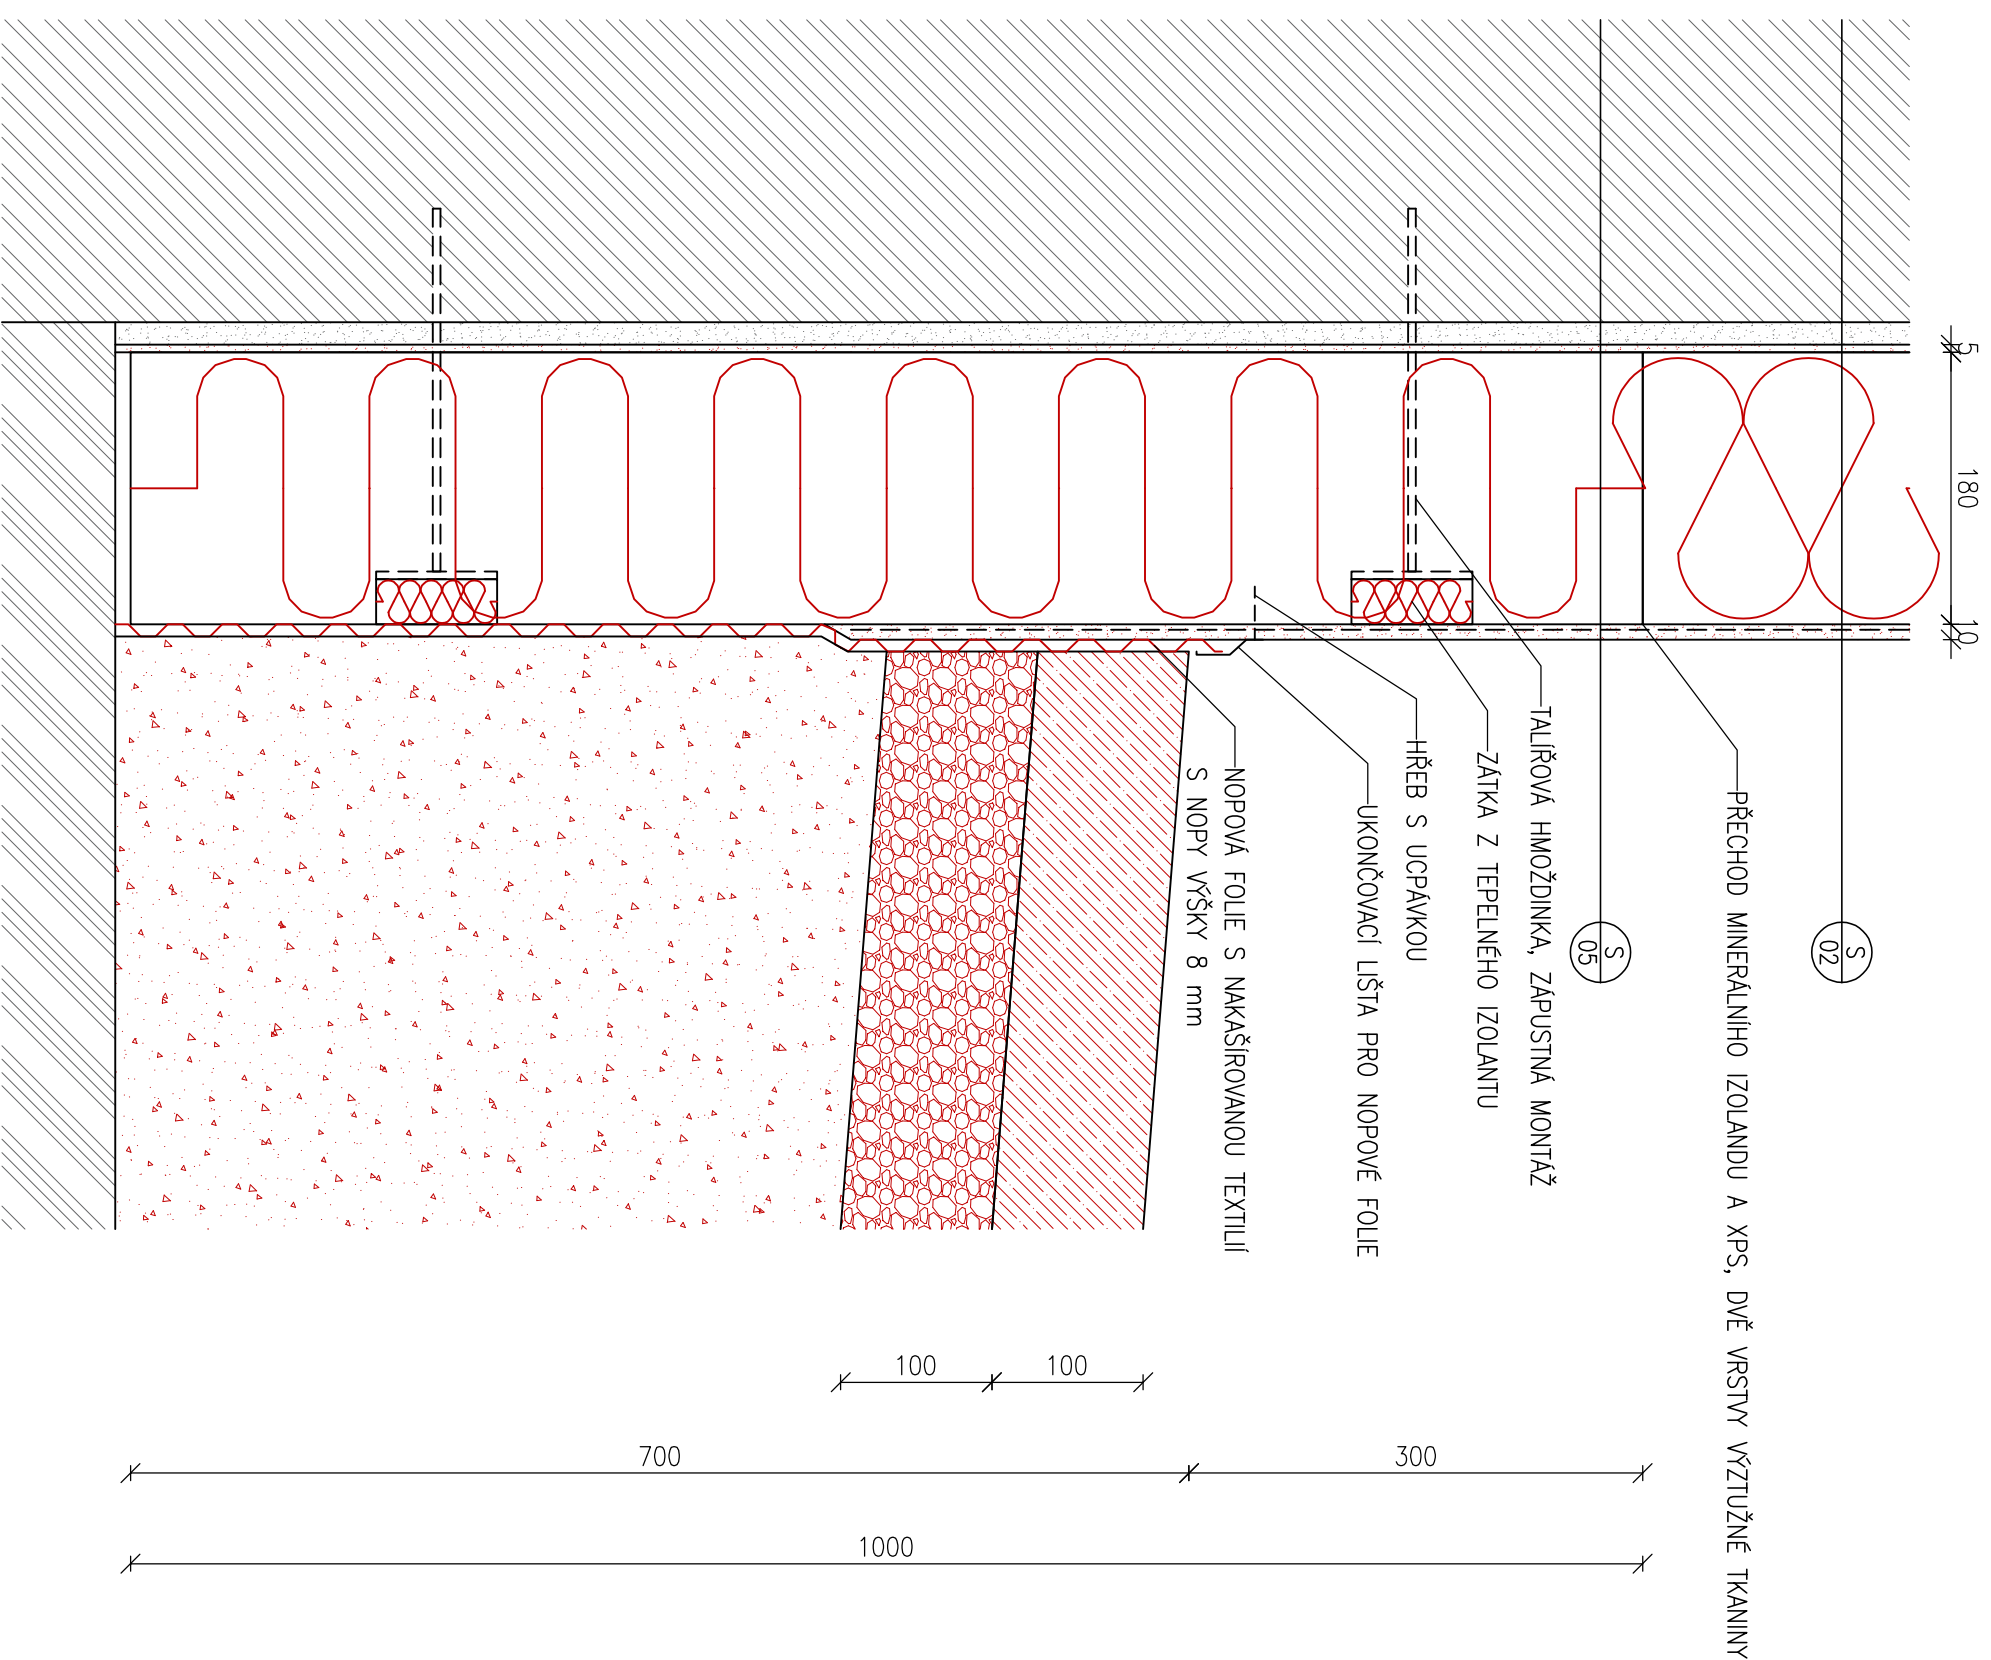 PŘECHOD MINERÁLNÍHO IZOLANDU A XPS, DVĚ VRSTVY VÝZTUŽNÉ TKANINY
TALÍŘOVÁ HMOŽDINKA, ZÁPUSTNÁ MONTÁŽ
ZÁTKA Z TEPELNÉHO IZOLANTU
HŘEB S UCPÁVKOU
UKONČOVACÍ LIŠTA PRO NOPOVÉ FOLIE
NOPOVÁ FOLIE S NAKAŠÍROVANOU TEXTILIÍ
S NOPY VÝŠKY 8 mm
S
02
S
05
5
180
10
100
100
700
300
1000